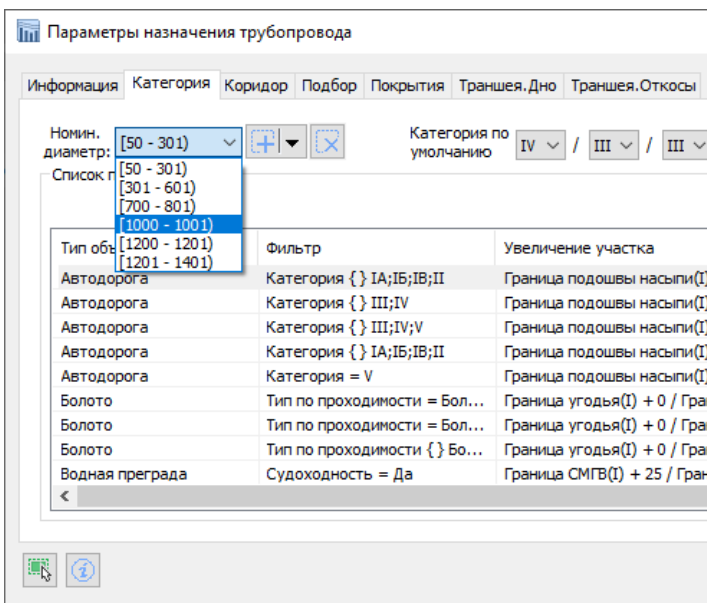 Параметры назначения трубопровода
Информация Категория Коридор Подбор Покрытия Траншея.Дно Траншея.Откосы
Номин. диаметр: [50 - 301) Категория по умолчанию IV / III / III
[50 - 301)
[301 - 601)
[700 - 801)
[1000 - 1001)
[1200 - 1201)
[1201 - 1401)
Список п
Тип объ Фильтр Увеличение участка
Автодорога Категория { } IА;IБ;IВ;II Граница подошвы насыпи(I)
Автодорога Категория { } III;IV Граница подошвы насыпи(I)
Автодорога Категория { } III;IV;V Граница подошвы насыпи(I)
Автодорога Категория { } IА;IБ;IВ;II Граница подошвы насыпи(I)
Автодорога Категория = V Граница подошвы насыпи(I)
Болото Тип по проходимости = Бол... Граница угодья(I) + 0 / Гра
Болото Тип по проходимости = Бол... Граница угодья(I) + 0 / Гра
Болото Тип по проходимости { } Бо... Граница угодья(I) + 0 / Гра
Водная преграда Судоходность = Да Граница СМГВ(I) + 25 / Гран